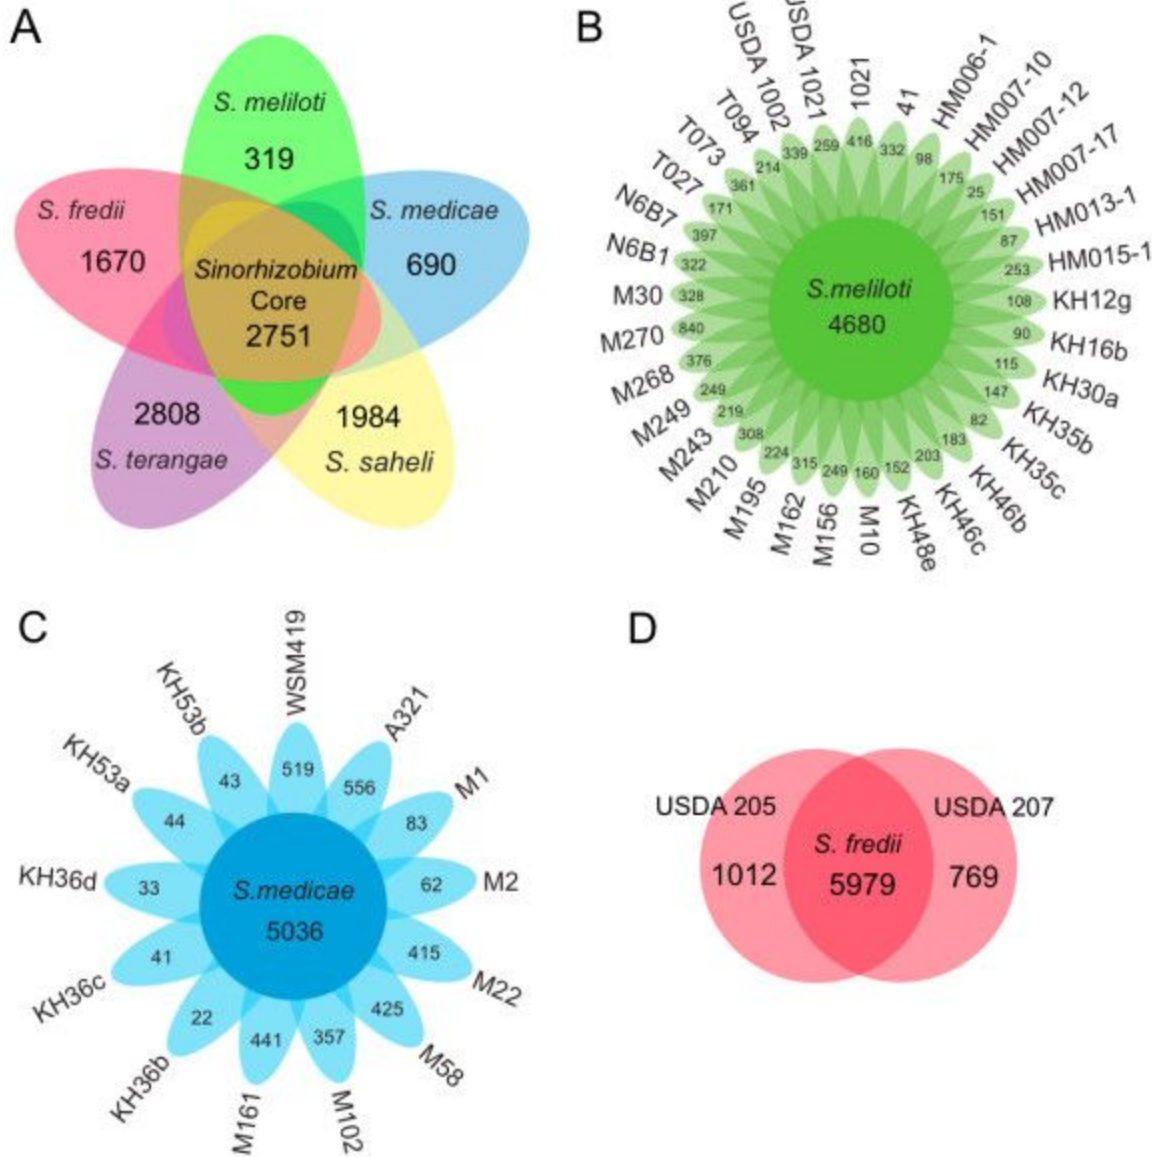 A
S. meliloti
319
S. fredii
1670
S. medicae
690
Sinorhizobium
Core
2751
2808
S. terangae
1984
S. saheli
B
1021
41
HM006-1
HM007-10
HM007-12
HM007-17
HM013-1
HM015-1
KH12g
KH16b
KH30a
KH35b
KH35c
KH46b
KH46c
KH48e
M10
M156
M162
M195
M210
M243
M249
M268
M270
M30
N6B1
N6B7
T027
T073
T094
USDA 1002
USDA 1021
416
332
98
175
25
151
87
253
108
90
115
147
82
183
203
152
160
249
315
224
308
219
249
376
840
328
322
397
171
361
214
339
259
S.meliloti
4680
C
WSM419
A321
M1
M2
M22
M58
M102
M161
KH36b
KH36c
KH36d
KH53a
KH53b
519
556
83
62
415
425
357
441
22
41
33
44
43
S.medicae
5036
D
USDA 205
1012
S. fredii
5979
USDA 207
769